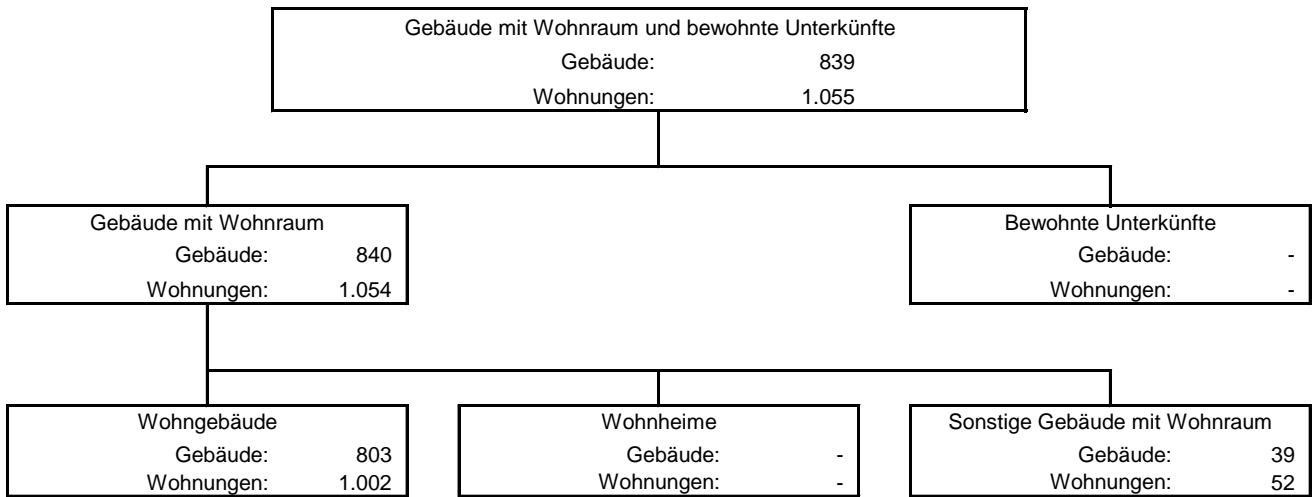 Gebäude mit Wohnraum und bewohnte Unterkünfte
Gebäude: 839
Wohnungen: 1.055
Gebäude mit Wohnraum
Gebäude: 840
Wohnungen: 1.054
Bewohnte Unterkünfte
Gebäude: -
Wohnungen: -
Wohngebäude
Gebäude: 803
Wohnungen: 1.002
Wohnheime
Gebäude: -
Wohnungen: -
Sonstige Gebäude mit Wohnraum
Gebäude: 39
Wohnungen: 52